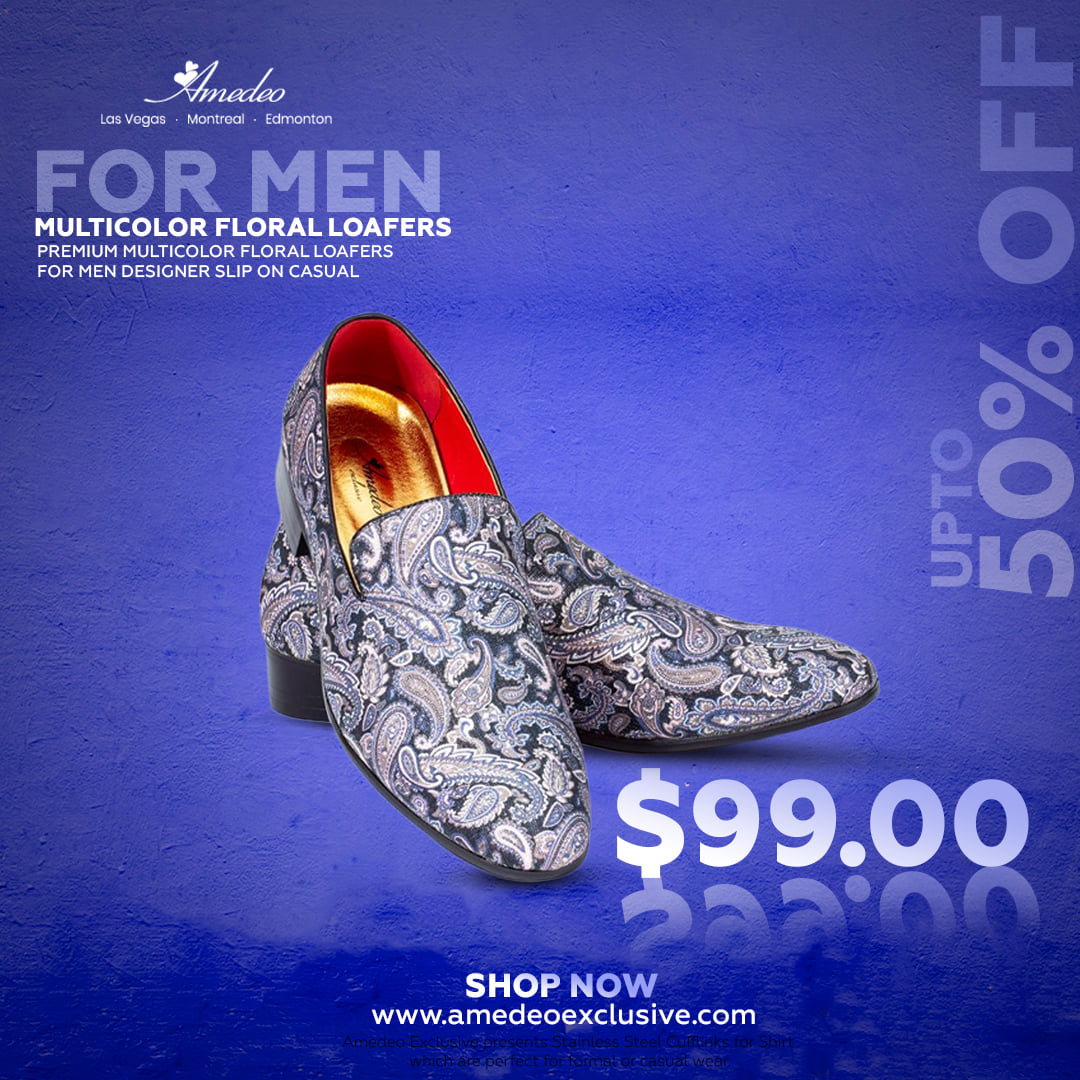 Amedeo
Las Vegas · Montreal · Edmonton
FOR MEN
MULTICOLOR FLORAL LOAFERS
PREMIUM MULTICOLOR FLORAL LOAFERS
FOR MEN DESIGNER SLIP ON CASUAL
UPTO
50% OFF
Amedeo
exclusive
$99.00
SHOP NOW
www.amedeoexclusive.com
Amedeo Exclusive presents Stainless Steel Cufflinks for Shirt
which are perfect for formal or casual wear